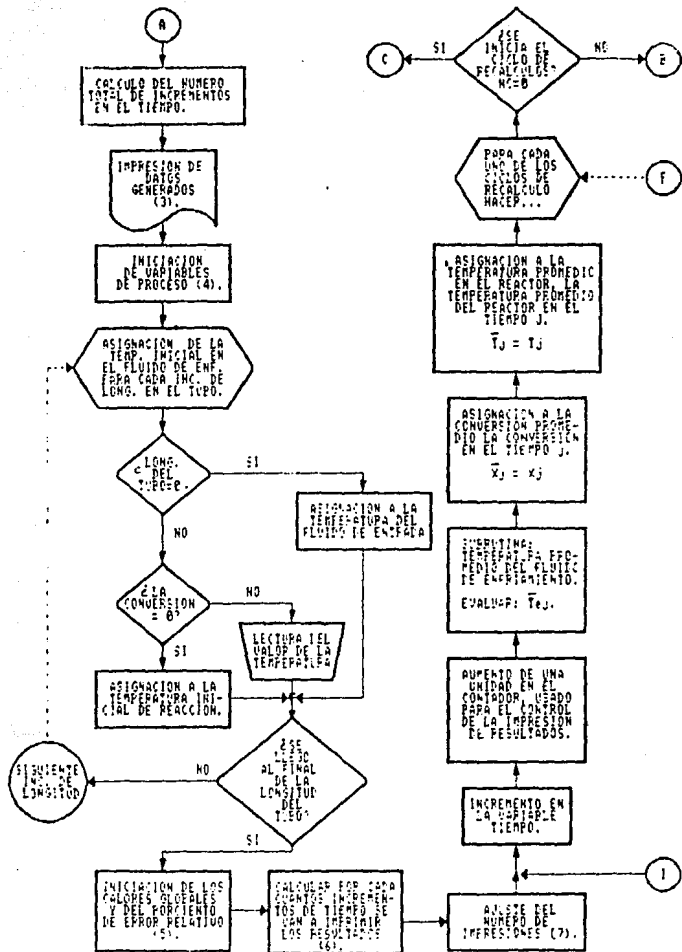 A
CALCULO DEL NUMERO
TOTAL DE INCREMENTOS
EN EL TIEMPO.
IMPRESION DE
DATOS
GENERADOS
(3).
INICIACION
DE VARIABLES
DE PROCESO (4).
ASIGNACION DE LA
TEMP. INICIAL EN
EL FLUIDO DE ENF.
PARA CADA INC. DE
LONG. EN EL TUBO.
¿LONG.
DEL
TUBO=0.
SI
NO
ASIGNACION A LA
TEMPERATURA DEL
FLUIDO DE ENTRADA
¿LA
CONVERSION
= 0?
NO
SI
LECTURA DEL
VALOR DE LA
TEMPERATURA
ASIGNACION A LA
TEMPERATURA INI-
CIAL DE REACCION.
¿SE
LLEGO
AL FINAL
DE LA
LONGITUD
DEL
TUBO?
NO
SI
SIGUIENTE
INC. DE
LONGITUD
INICIACION DE LOS
VALORES GLOBALES
Y DEL PORCIENTO
DE ERROR RELATIVO
(5).
CALCULAR POR CADA
CUANTOS INCREMEN-
TOS DE TIEMPO SE
VAN A IMPRIMIR
LOS RESULTADOS
(6).
AJUSTE DEL
NUMERO DE
IMPRESIONES (7).
I
INCREMENTO EN
LA VARIABLE
TIEMPO.
AUMENTO DE UNA
UNIDAD EN EL
CONTADOR, USADO
PARA EL CONTROL
DE LA IMPRESION
DE RESULTADOS.
SUBRUTINA:
TEMPERATURA PRO-
MEDIO DEL FLUIDO
DE ENFRIAMIENTO.
EVALUAR: T̅ej.
ASIGNACION A LA
CONVERSION PROME-
DIO LA CONVERSION
EN EL TIEMPO j.
X̅j = Xj
ASIGNACION A LA
TEMPERATURA PROMEDIO
EN EL REACTOR, LA
TEMPERATURA PROMEDIO
DEL REACTOR EN EL
TIEMPO J.
T̅j = Tj
PARA CADA
UNO DE LOS
CICLOS DE
RECALCULO
HACER...
F
¿SE
INICIA EL
CICLO DE
RECALCULOS?
NC=0
SI
C
NO